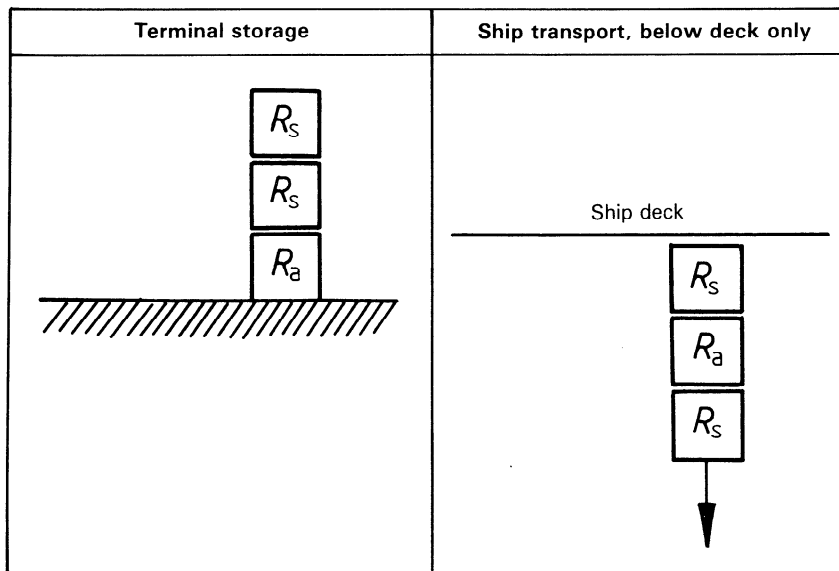 Terminal storage
Rs
Rs
Ra
Ship transport, below deck only
Ship deck
Rs
Ra
Rs